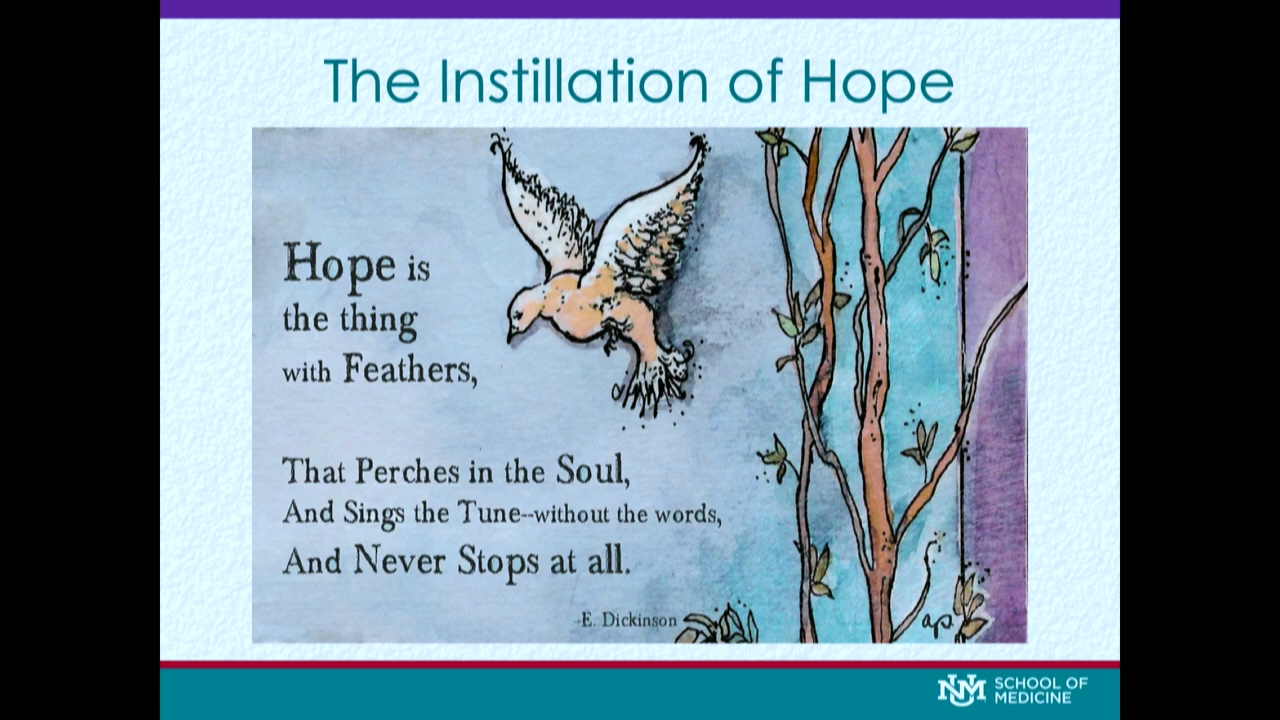 The Instillation of Hope
Hope is
the thing
with Feathers,
That Perches in the Soul,
And Sings the Tune--without the words,
And Never Stops at all.
-E. Dickinson
a.p.
UNM SCHOOL OF
MEDICINE